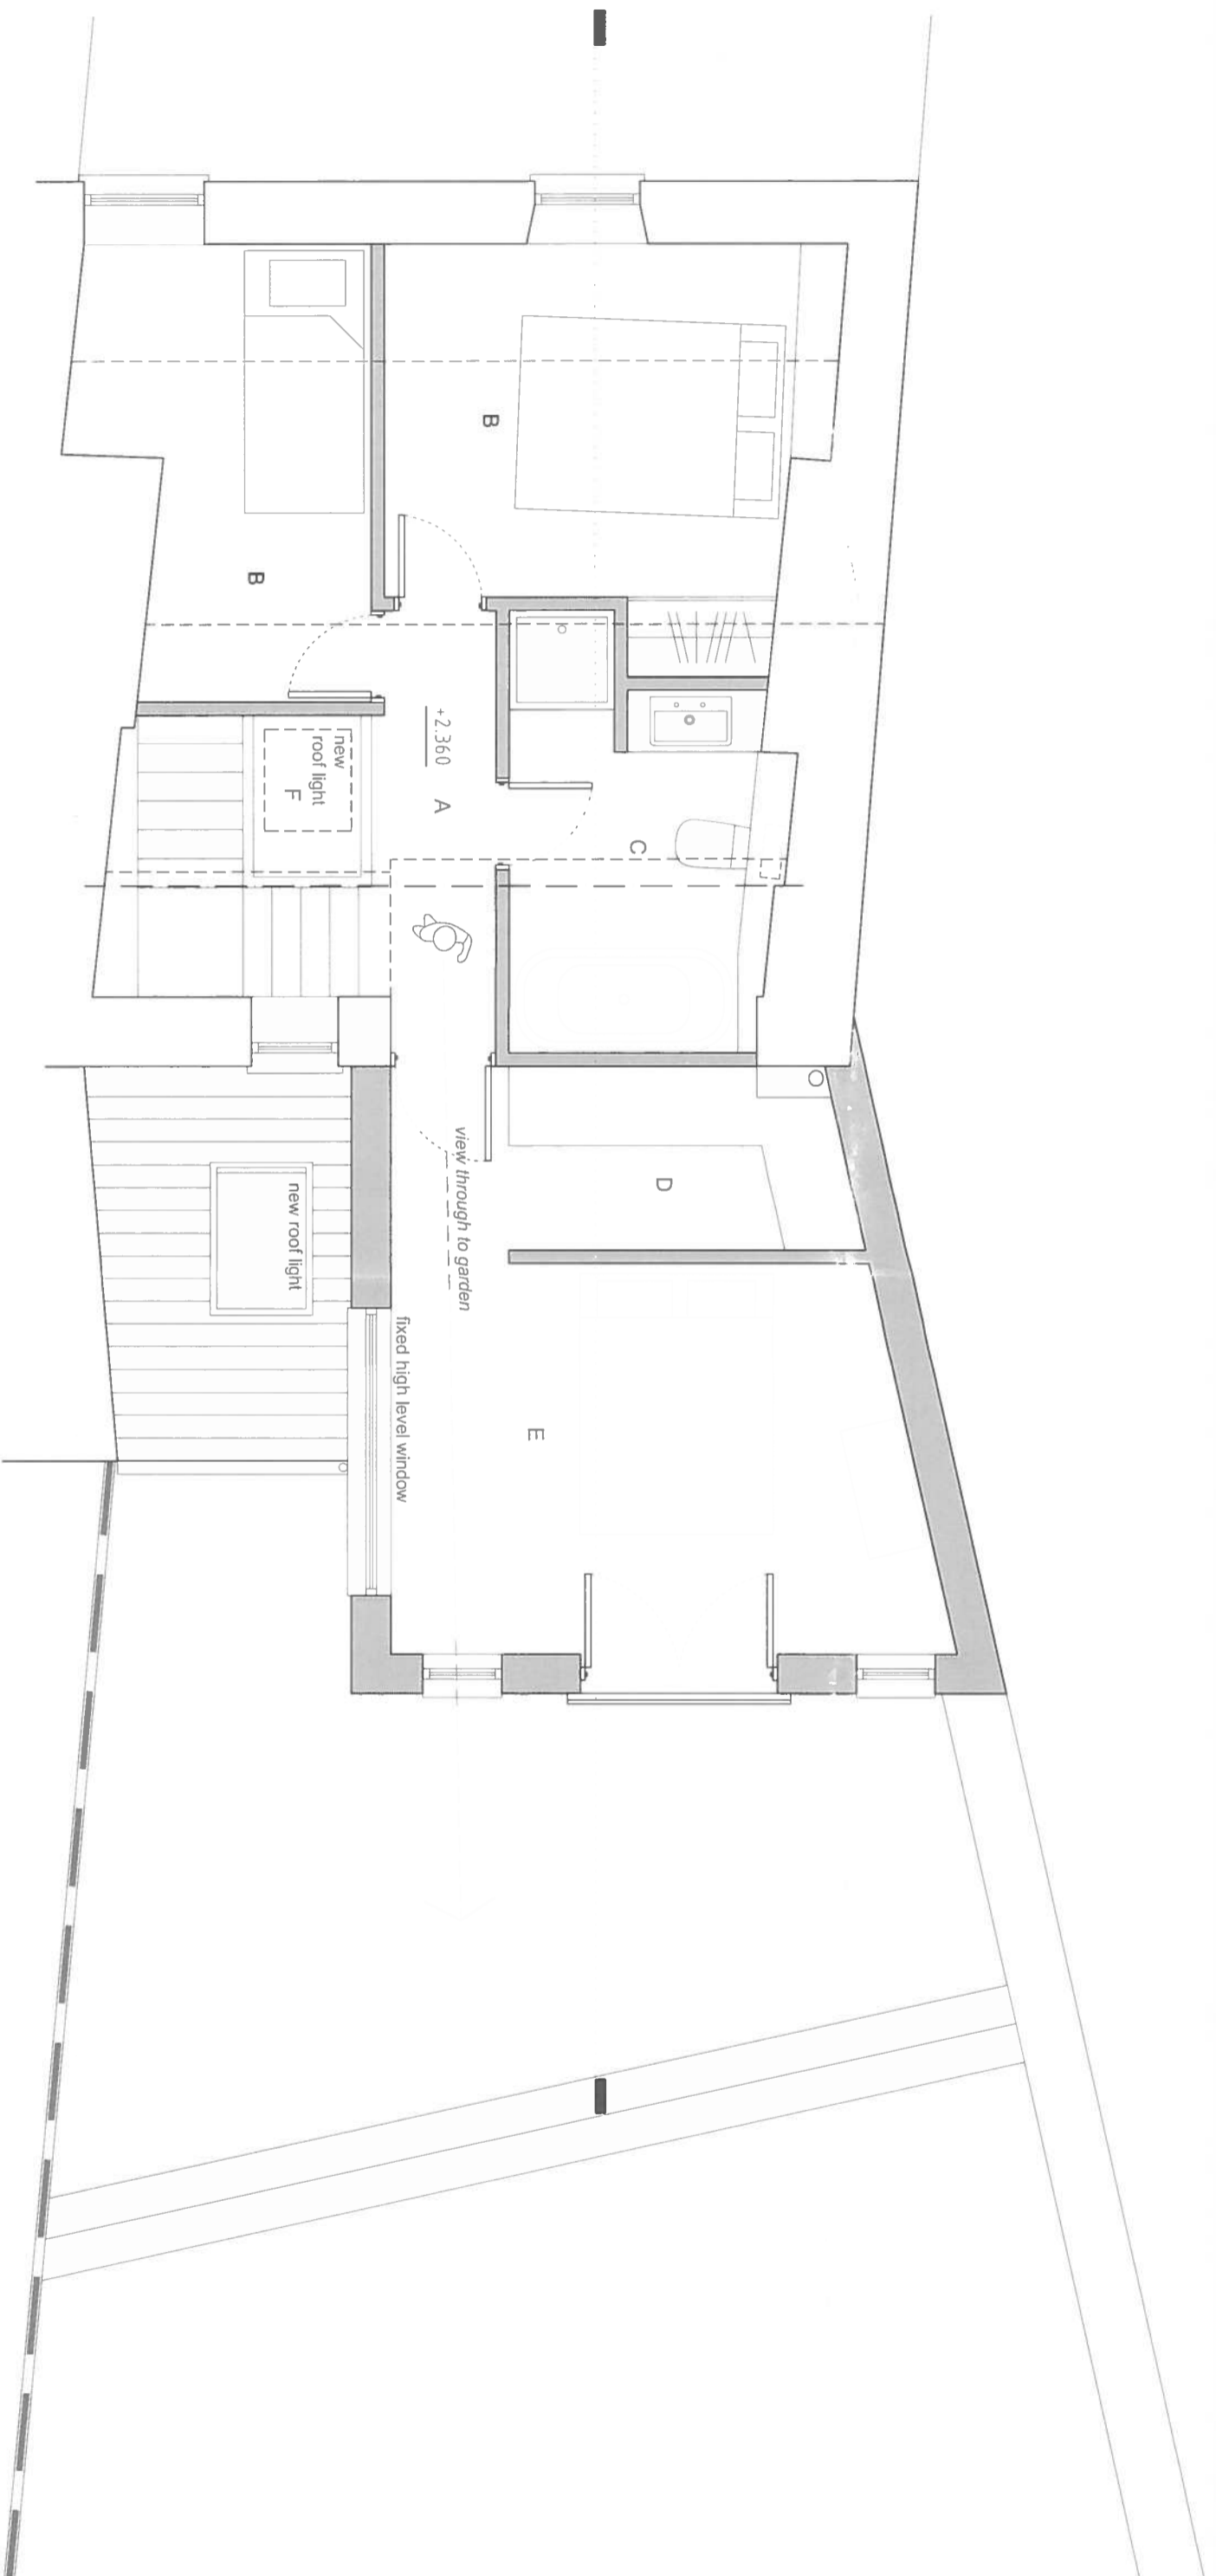 B
B
+2.360
A
new
roof light
F
C
view through to garden
D
new roof light
fixed high level window
E